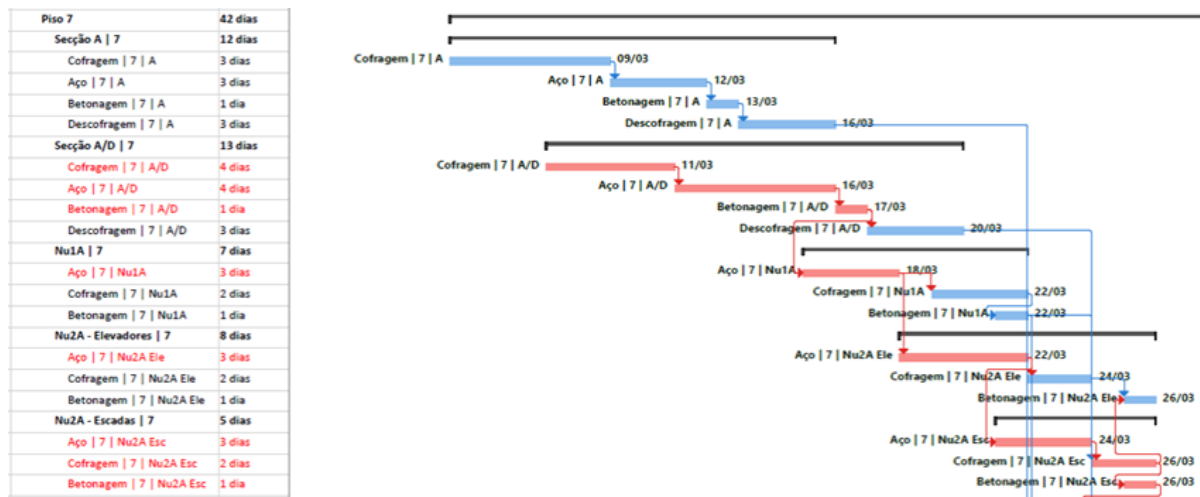 Piso 7 42 dias
Secção A | 7 12 dias
Cofragem | 7 | A 3 dias Cofragem | 7 | A 09/03
Aço | 7 | A 3 dias Aço | 7 | A 12/03
Betonagem | 7 | A 1 dia Betonagem | 7 | A 13/03
Descofragem | 7 | A 3 dias Descofragem | 7 | A 16/03
Secção A/D | 7 13 dias
Cofragem | 7 | A/D 4 dias Cofragem | 7 | A/D 11/03
Aço | 7 | A/D 4 dias Aço | 7 | A/D 16/03
Betonagem | 7 | A/D 1 dia Betonagem | 7 | A/D 17/03
Descofragem | 7 | A/D 3 dias Descofragem | 7 | A/D 20/03
Nu1A | 7 7 dias
Aço | 7 | Nu1A 3 dias Aço | 7 | Nu1A 18/03
Cofragem | 7 | Nu1A 2 dias Cofragem | 7 | Nu1A 22/03
Betonagem | 7 | Nu1A 1 dia Betonagem | 7 | Nu1A 22/03
Nu2A - Elevadores | 7 8 dias
Aço | 7 | Nu2A Ele 3 dias Aço | 7 | Nu2A Ele 22/03
Cofragem | 7 | Nu2A Ele 2 dias Cofragem | 7 | Nu2A Ele 24/03
Betonagem | 7 | Nu2A Ele 1 dia Betonagem | 7 | Nu2A Ele 26/03
Nu2A - Escadas | 7 5 dias
Aço | 7 | Nu2A Esc 3 dias Aço | 7 | Nu2A Esc 24/03
Cofragem | 7 | Nu2A Esc 2 dias Cofragem | 7 | Nu2A Esc 26/03
Betonagem | 7 | Nu2A Esc 1 dia Betonagem | 7 | Nu2A Esc 26/03